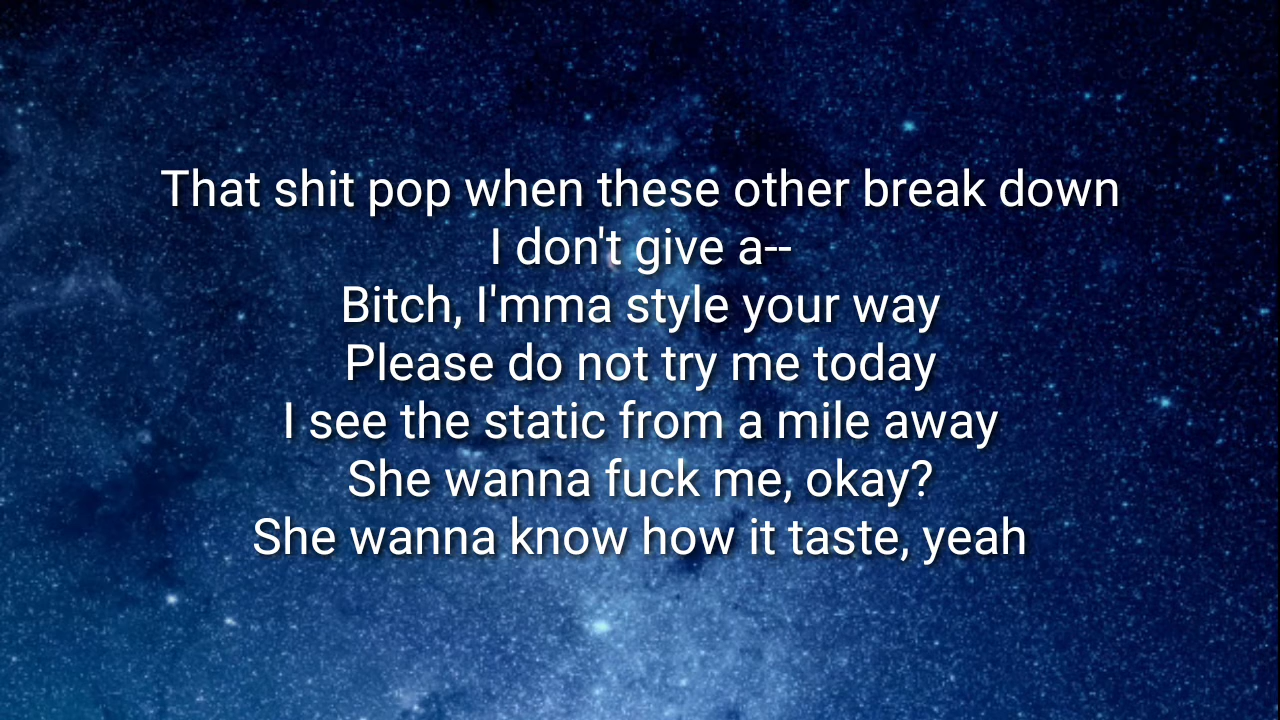 That shit pop when these other break down
I don't give a--
Bitch, I'mma style your way
Please do not try me today
I see the static from a mile away
She wanna fuck me, okay?
She wanna know how it taste, yeah